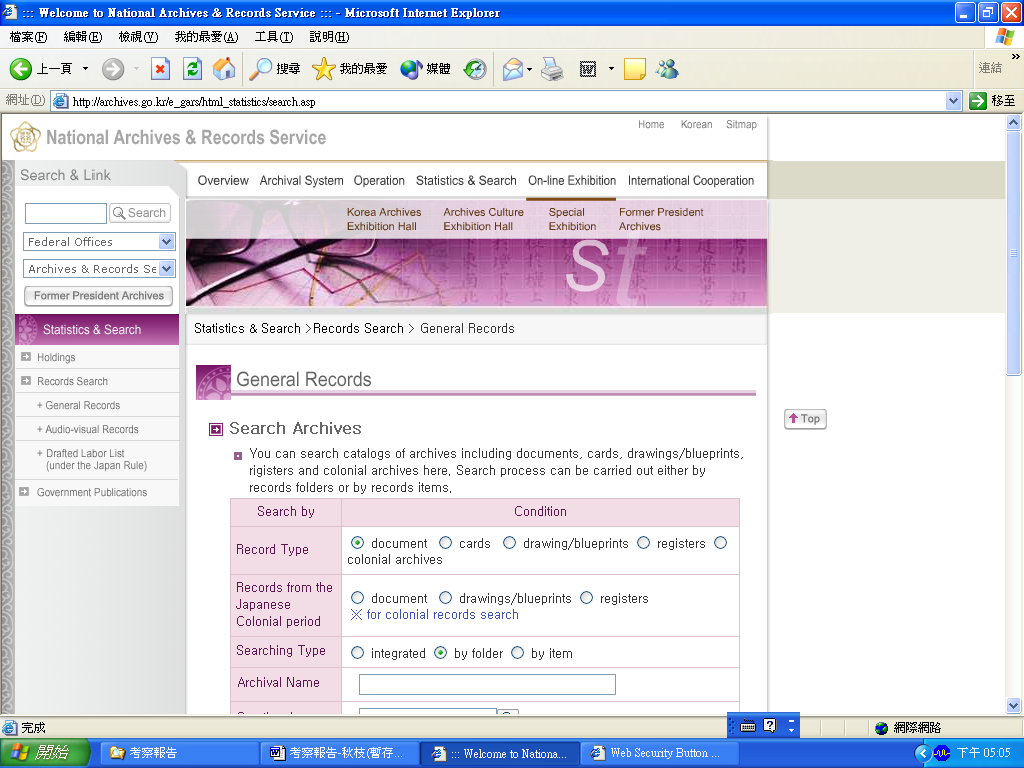 ::: Welcome to National Archives & Records Service ::: - Microsoft Internet Explorer
檔案(F) 編輯(E) 檢視(V) 我的最愛(A) 工具(T) 說明(H)
上一頁 搜尋 我的最愛 媒體 連結
網址(D) http://archives.go.kr/e_gars/html_statistics/search.asp 移至
National Archives & Records Service
Home Korean Sitmap
Search & Link
Search
Federal Offices
Archives & Records Se
Former President Archives
Overview Archival System Operation Statistics & Search On-line Exhibition International Cooperation
Korea Archives Exhibition Hall
Archives Culture Exhibition Hall
Special Exhibition
Former President Archives
St
Statistics & Search
Holdings
Records Search
+ General Records
+ Audio-visual Records
+ Drafted Labor List
(under the Japan Rule)
Government Publications
Statistics & Search >Records Search > General Records
General Records
Top
Search Archives
You can search catalogs of archives including documents, cards, drawings/blueprints,
rigisters and colonial archives here. Search process can be carried out either by
records folders or by records items.
Search by Condition
Record Type document cards drawing/blueprints registers
colonial archives
Records from the Japanese Colonial period
document drawings/blueprints registers
※ for colonial records search
Searching Type integrated by folder by item
Archival Name
完成 網際網路
開始 考察報告 考察報告-秋枝(暫存... ::: Welcome to Nationa... Web Security Button ... 下午 05:05